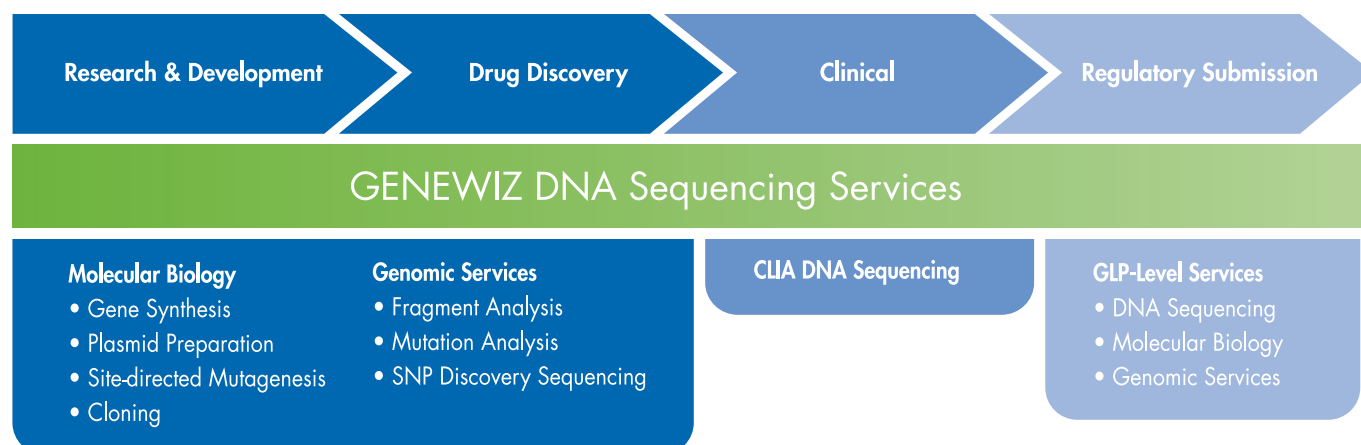 Research & Development
Drug Discovery
Clinical
Regulatory Submission
GENEWIZ DNA Sequencing Services
Molecular Biology
• Gene Synthesis
• Plasmid Preparation
• Site-directed Mutagenesis
• Cloning
Genomic Services
• Fragment Analysis
• Mutation Analysis
• SNP Discovery Sequencing
CLIA DNA Sequencing
GLP-Level Services
• DNA Sequencing
• Molecular Biology
• Genomic Services